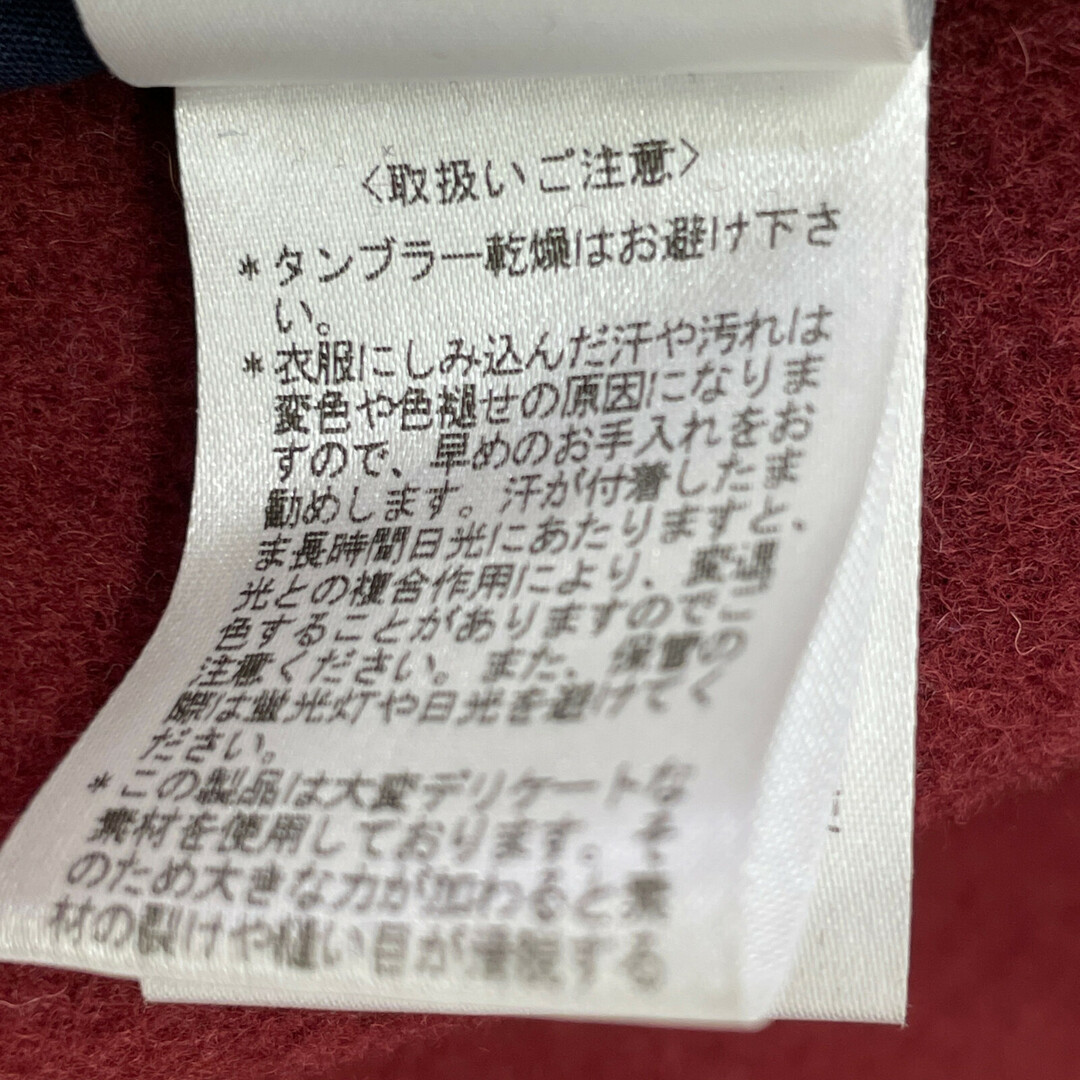 〈取扱いご注意〉
＊タンブラー乾燥はお避け下さ
い。
＊衣服にしみ込んだ汗や汚れは
変色や色褪せの原因になりま
すので、早めのお手入れをお
勧めします。汗が付着したま
ま長時間日光にあたりますと、
光との複合作用により、変退
色することがありますのでご
注意ください。また、保管の
際は蛍光灯や日光を避けてく
ださい。
＊この製品は大変デリケートな
素材を使用しております。そ
のため大きな力が加わると素
材の裂けや縫い目が滑脱する